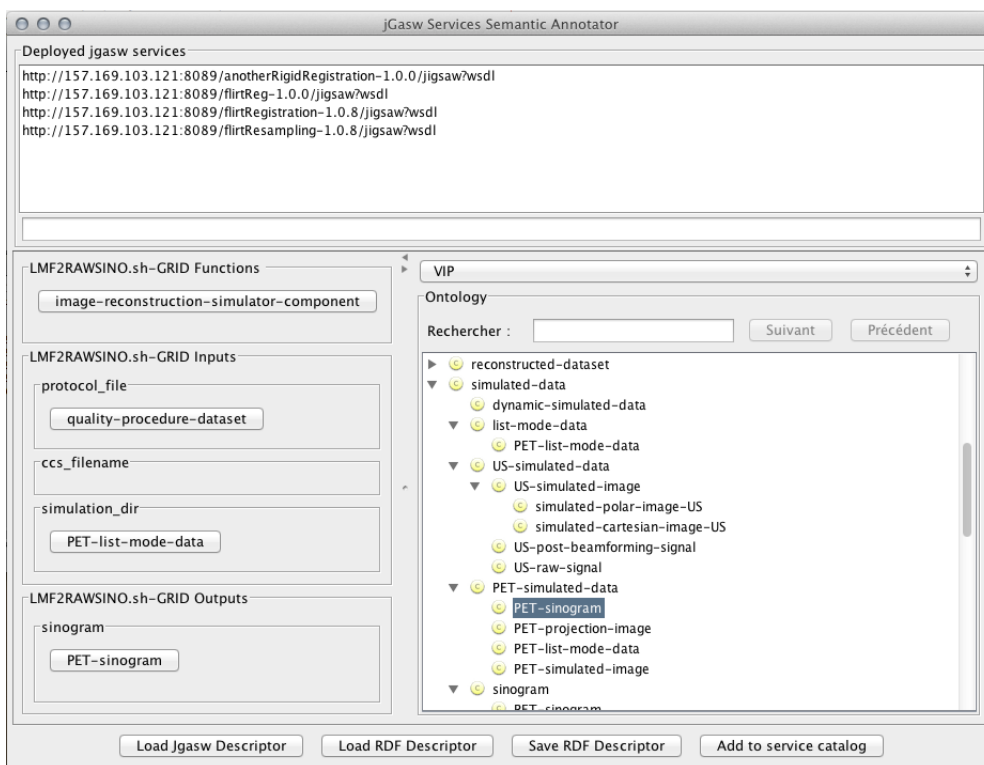 jGasw Services Semantic Annotator
Deployed jgasw services
http://157.169.103.121:8089/anotherRigidRegistration-1.0.0/jigsaw?wsdl
http://157.169.103.121:8089/flirtReg-1.0.0/jigsaw?wsdl
http://157.169.103.121:8089/flirtRegistration-1.0.8/jigsaw?wsdl
http://157.169.103.121:8089/flirtResampling-1.0.8/jigsaw?wsdl
LMF2RAWSINO.sh-GRID Functions
image-reconstruction-simulator-component
LMF2RAWSINO.sh-GRID Inputs
protocol_file
quality-procedure-dataset
ccs_filename
simulation_dir
PET-list-mode-data
LMF2RAWSINO.sh-GRID Outputs
sinogram
PET-sinogram
VIP
Ontology
Rechercher :
Suivant
Précédent
reconstructed-dataset
simulated-data
dynamic-simulated-data
list-mode-data
PET-list-mode-data
US-simulated-data
US-simulated-image
simulated-polar-image-US
simulated-cartesian-image-US
US-post-beamforming-signal
US-raw-signal
PET-simulated-data
PET-sinogram
PET-projection-image
PET-list-mode-data
PET-simulated-image
sinogram
PET-sinogram
Load Jgasw Descriptor
Load RDF Descriptor
Save RDF Descriptor
Add to service catalog